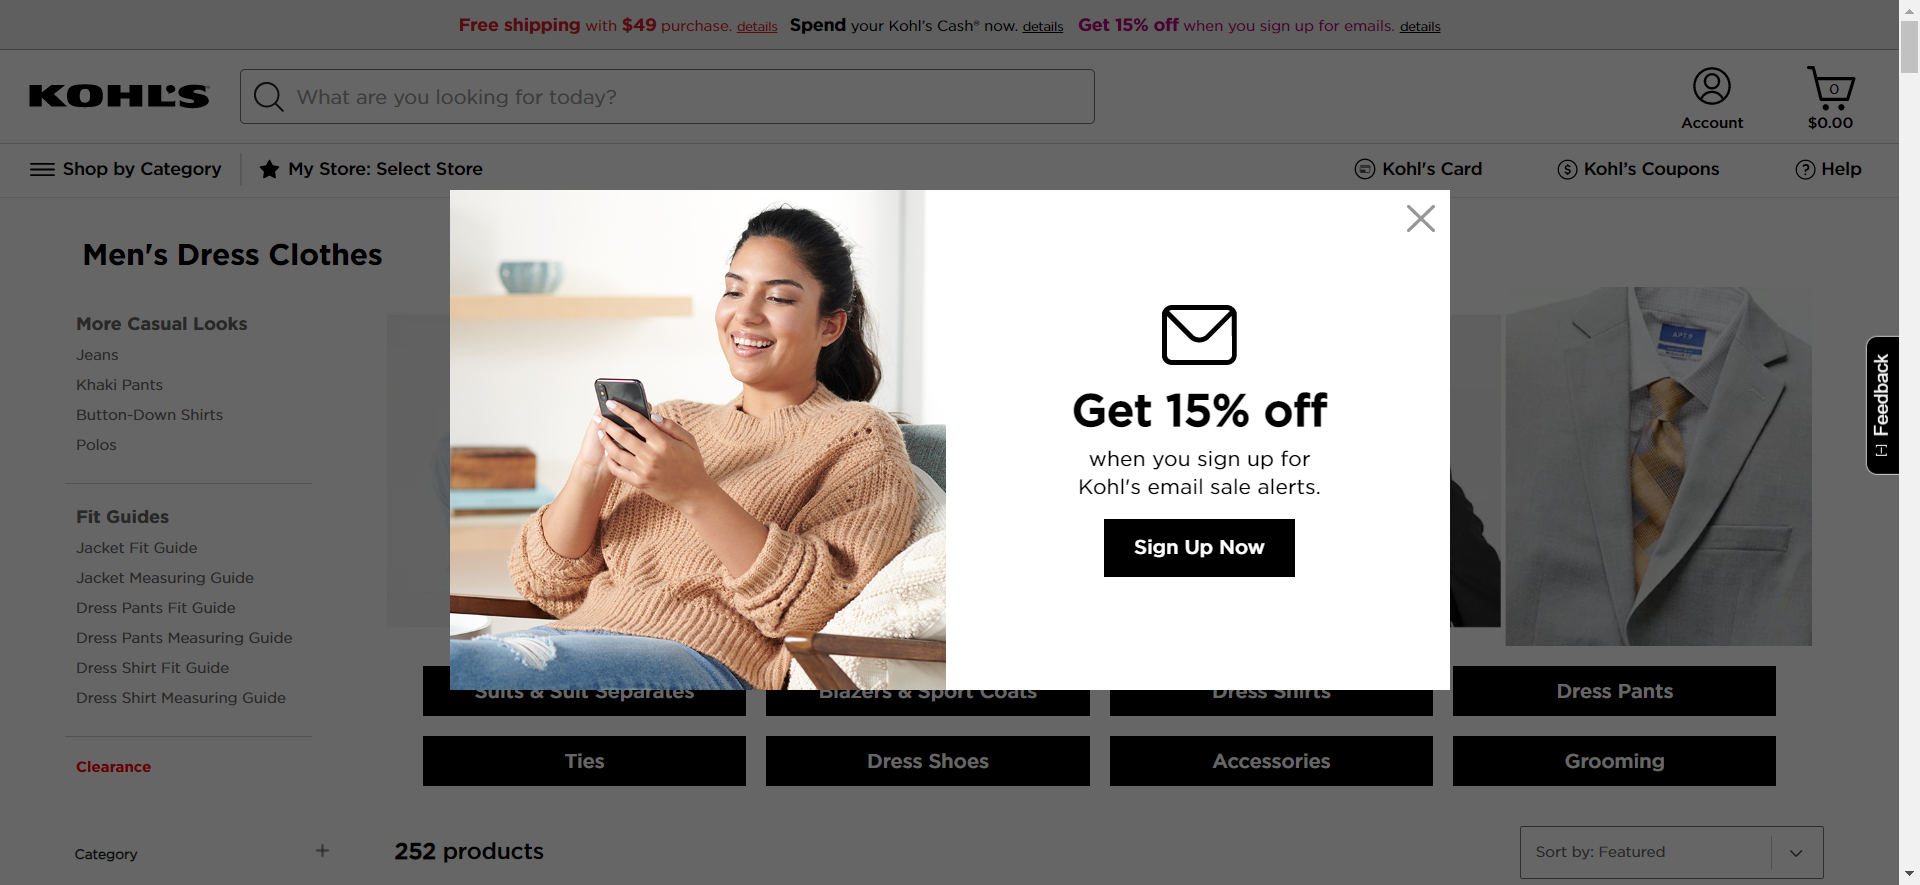 Free shipping with $49 purchase. details Spend your Kohl's Cash® now. details Get 15% off when you sign up for emails. details
KOHL'S
What are you looking for today?
Account
0
$0.00
Shop by Category
My Store: Select Store
Kohl's Card
Kohl's Coupons
Help
Men's Dress Clothes
More Casual Looks
Jeans
Khaki Pants
Button-Down Shirts
Polos
Fit Guides
Jacket Fit Guide
Jacket Measuring Guide
Dress Pants Fit Guide
Dress Pants Measuring Guide
Dress Shirt Fit Guide
Dress Shirt Measuring Guide
Clearance
Category
Get 15% off
when you sign up for
Kohl's email sale alerts.
Sign Up Now
APT.9
[-] Feedback
Suits & Suit Separates
Blazers & Sport Coats
Dress Shirts
Dress Pants
Ties
Dress Shoes
Accessories
Grooming
252 products
Sort by: Featured